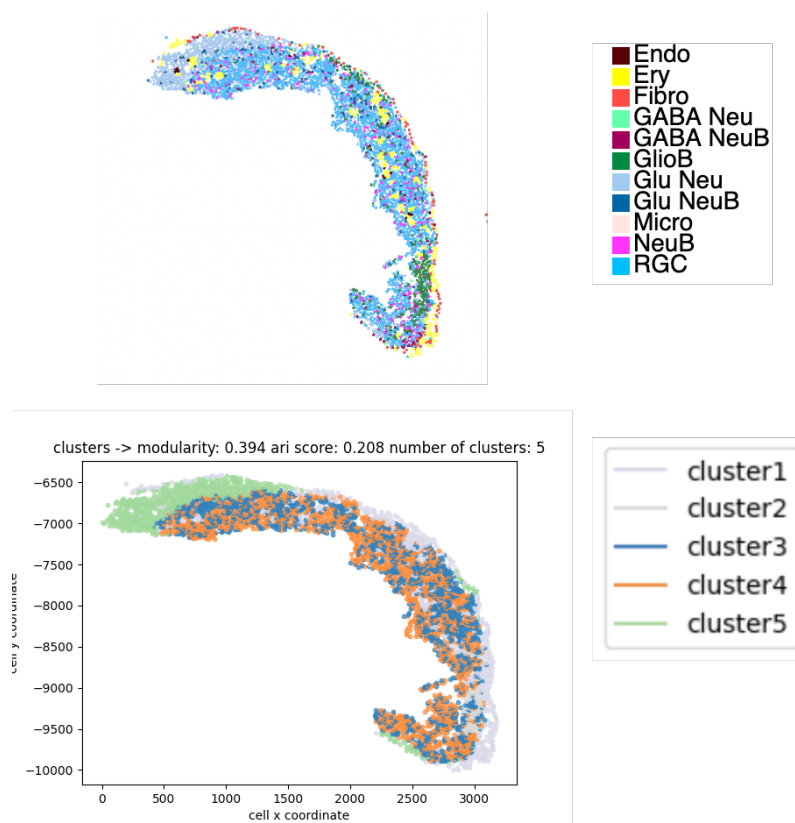 Endo
Ery
Fibro
GABA Neu
GABA NeuB
GlioB
Glu Neu
Glu NeuB
Micro
NeuB
RGC
clusters -> modularity: 0.394 ari score: 0.208 number of clusters: 5
−6500
−7000
−7500
−8000
−8500
−9000
−9500
−10000
cell y coordinate
0
500
1000
1500
2000
2500
3000
cell x coordinate
cluster1
cluster2
cluster3
cluster4
cluster5